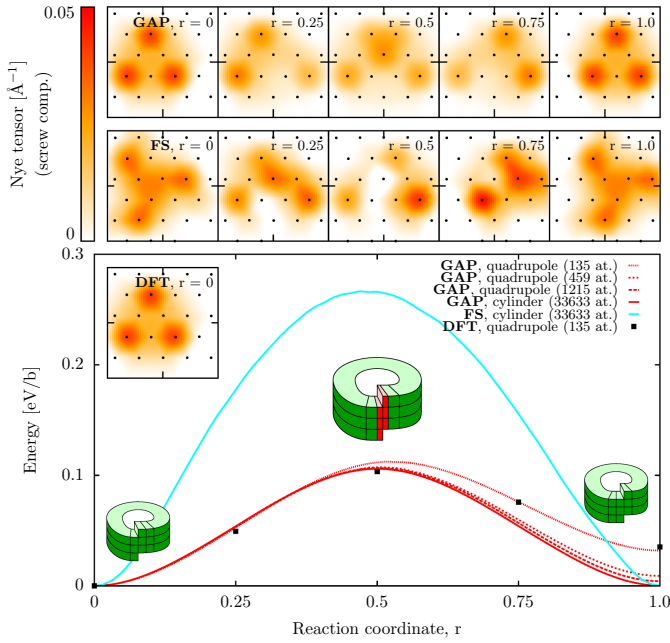 0.05
0
Nye tensor [Å⁻¹]
(screw comp.)
GAP, r = 0
r = 0.25
r = 0.5
r = 0.75
r = 1.0
FS, r = 0
r = 0.25
r = 0.5
r = 0.75
r = 1.0
0.3
0.2
0.1
0
Energy [eV/b]
DFT, r = 0
GAP, quadrupole (135 at.)
GAP, quadrupole (459 at.)
GAP, quadrupole (1215 at.)
GAP, cylinder (33633 at.)
FS, cylinder (33633 at.)
DFT, quadrupole (135 at.)
0
0.25
0.5
0.75
1.0
Reaction coordinate, r